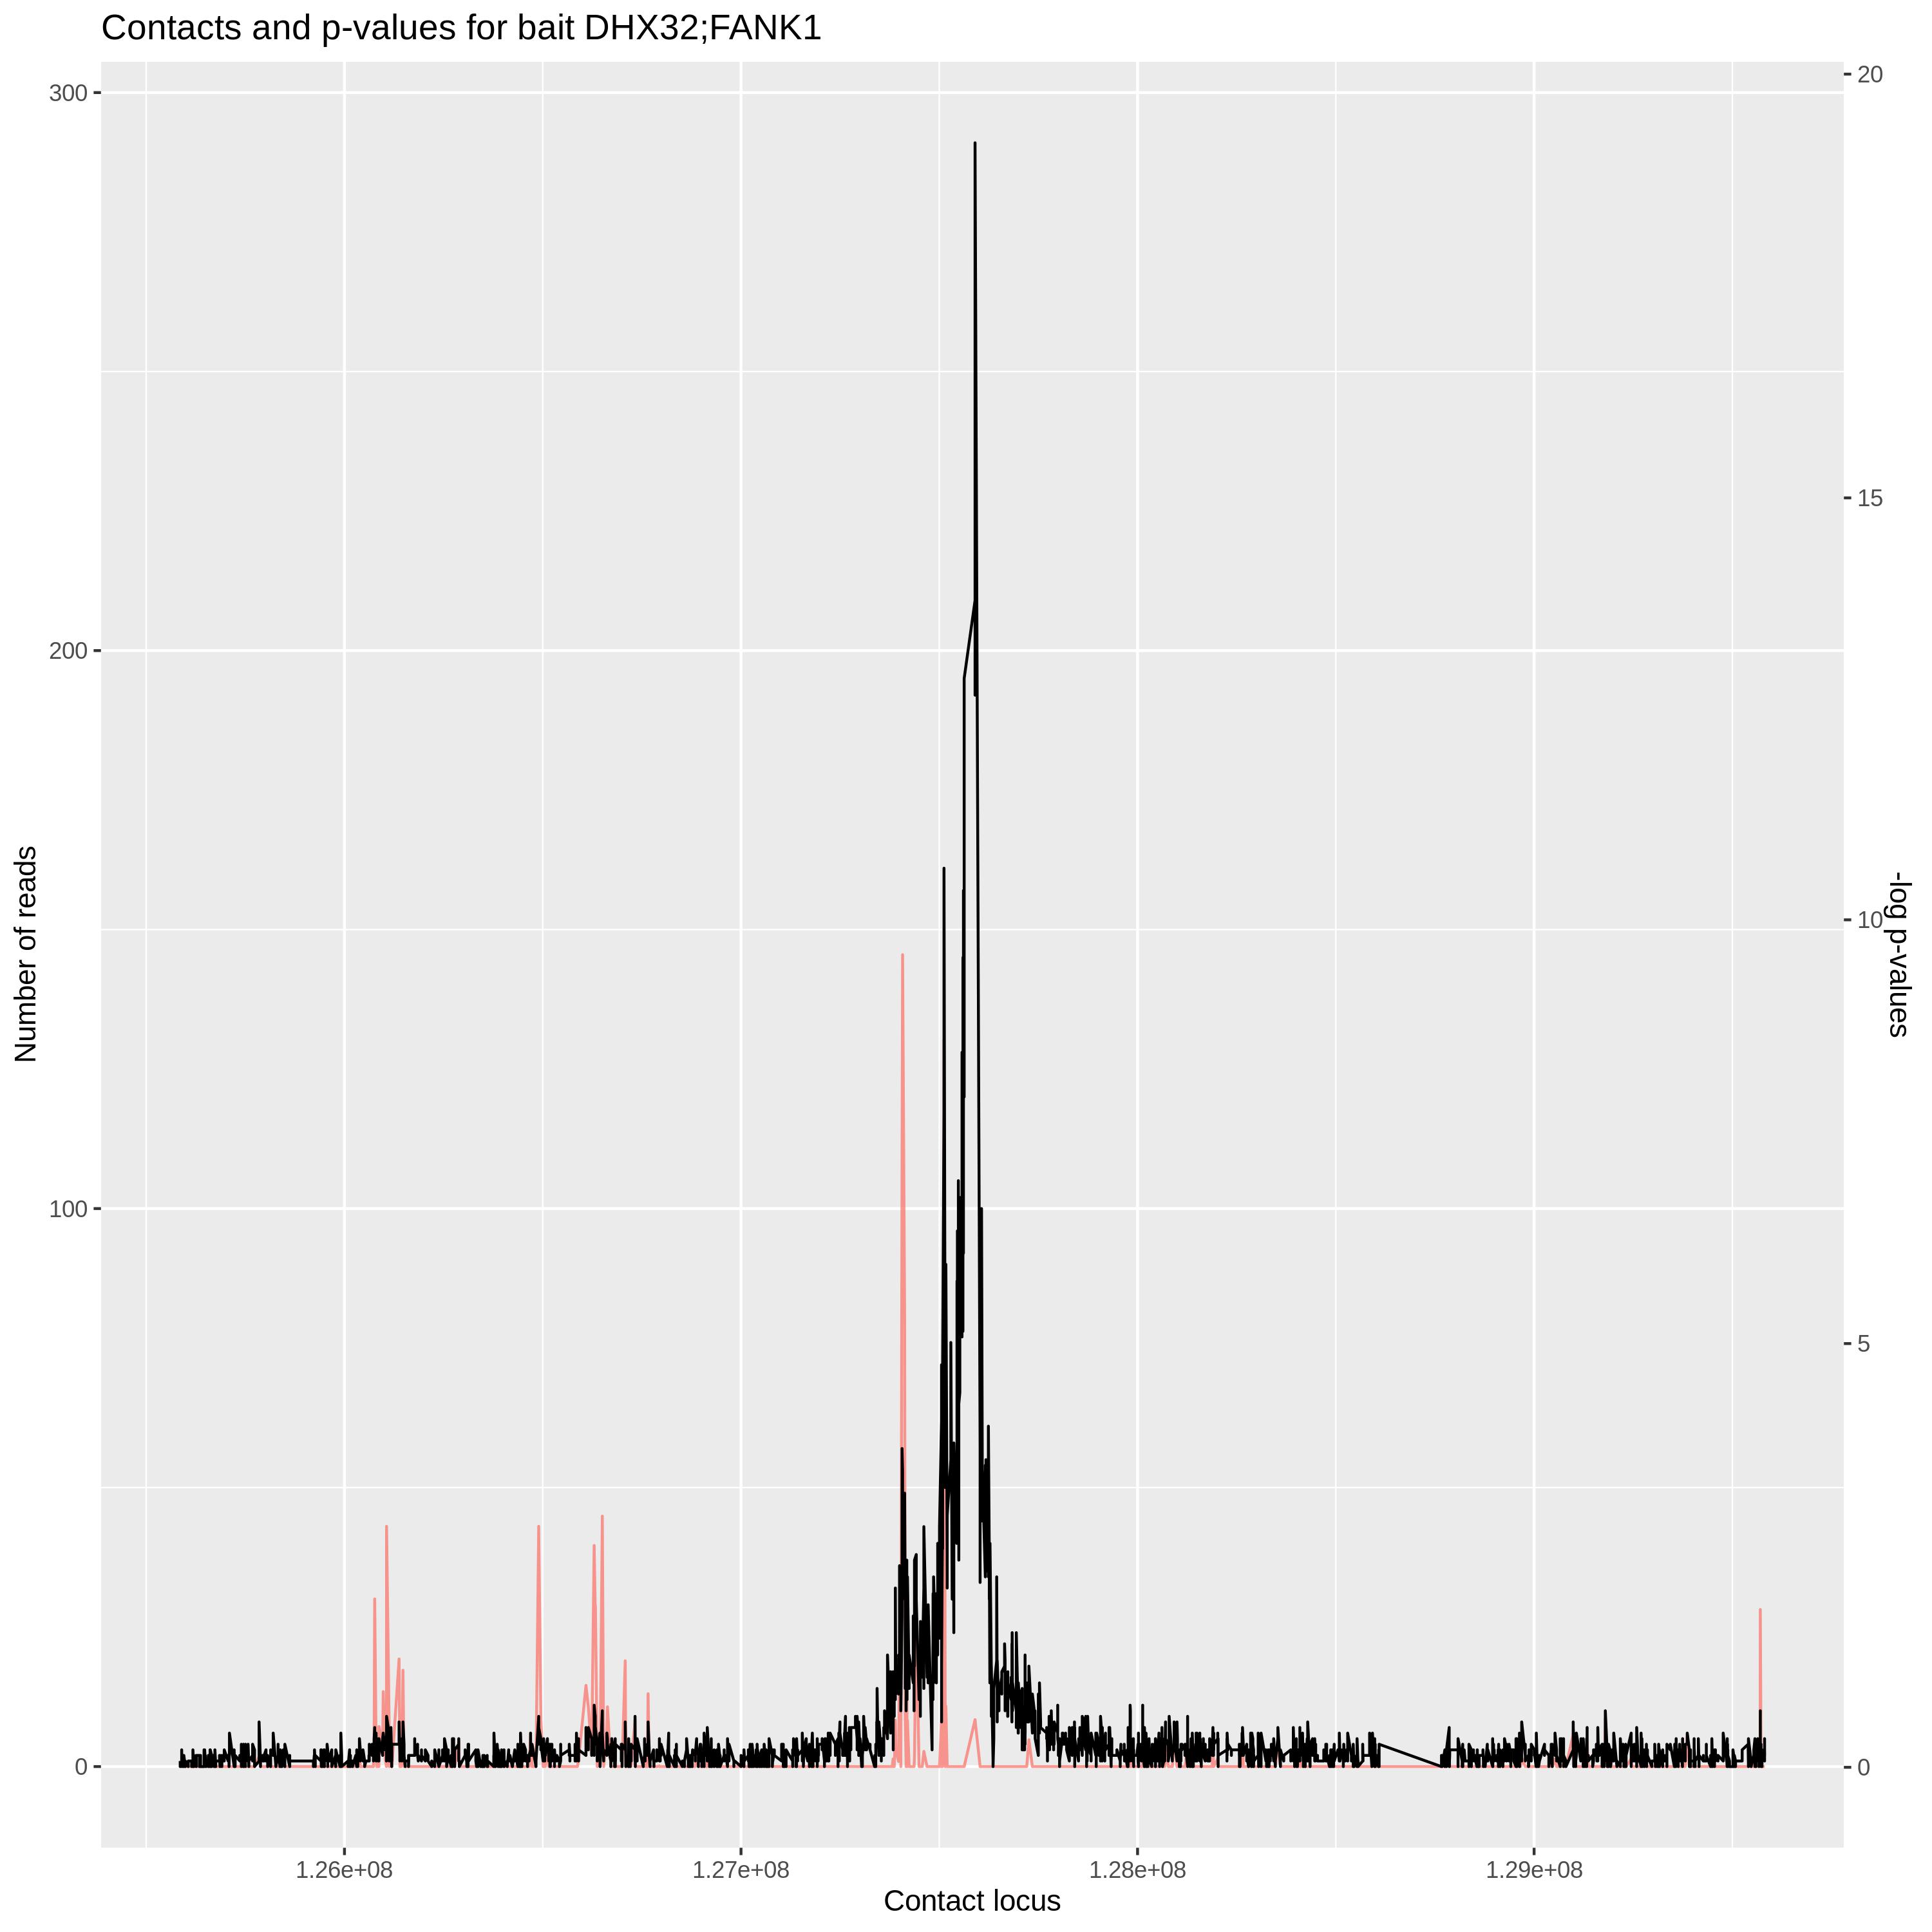 Contacts and p-values for bait DHX32;FANK1
300
200
100
0
Number of reads
20
15
10
5
0
-log p-values
1.26e+08
1.27e+08
1.28e+08
1.29e+08
Contact locus